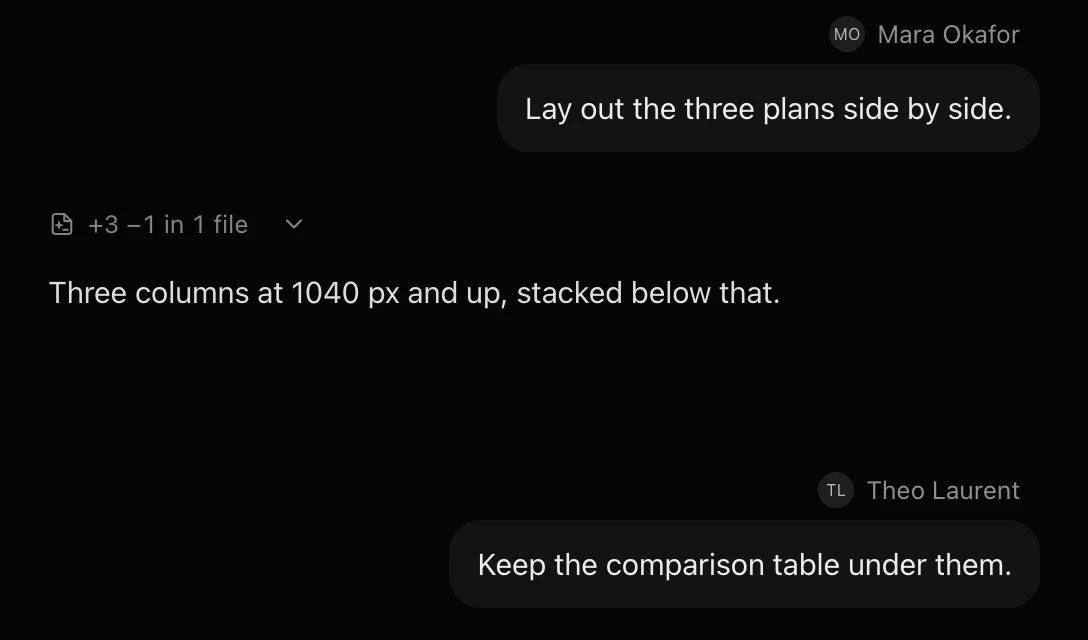 MO Mara Okafor
Lay out the three plans side by side.
+3 −1 in 1 file
Three columns at 1040 px and up, stacked below that.
TL Theo Laurent
Keep the comparison table under them.